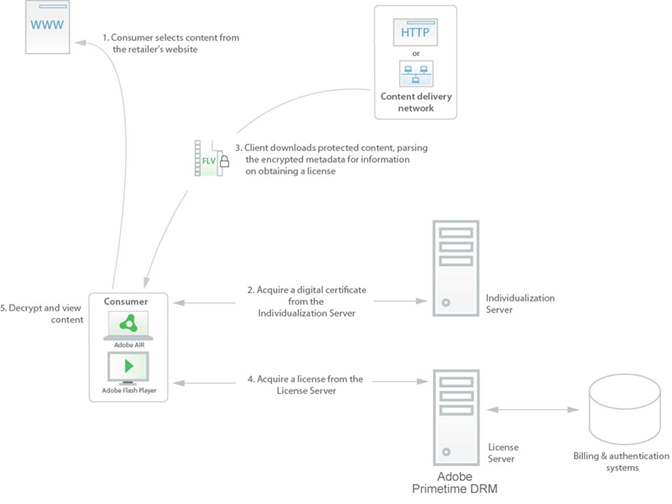 WWW
1. Consumer selects content from
the retailer's website
HTTP
or
Content delivery
network
FLV
3. Client downloads protected content, parsing
the encrypted metadata for information
on obtaining a license
5. Decrypt and view
content
Consumer
Adobe AIR
Adobe Flash Player
2. Acquire a digital certificate
from the
Individualization Server
Individualization
Server
4. Acquire a license from the
License Server
License
Server
Billing & authentication
systems
Adobe
Primetime DRM